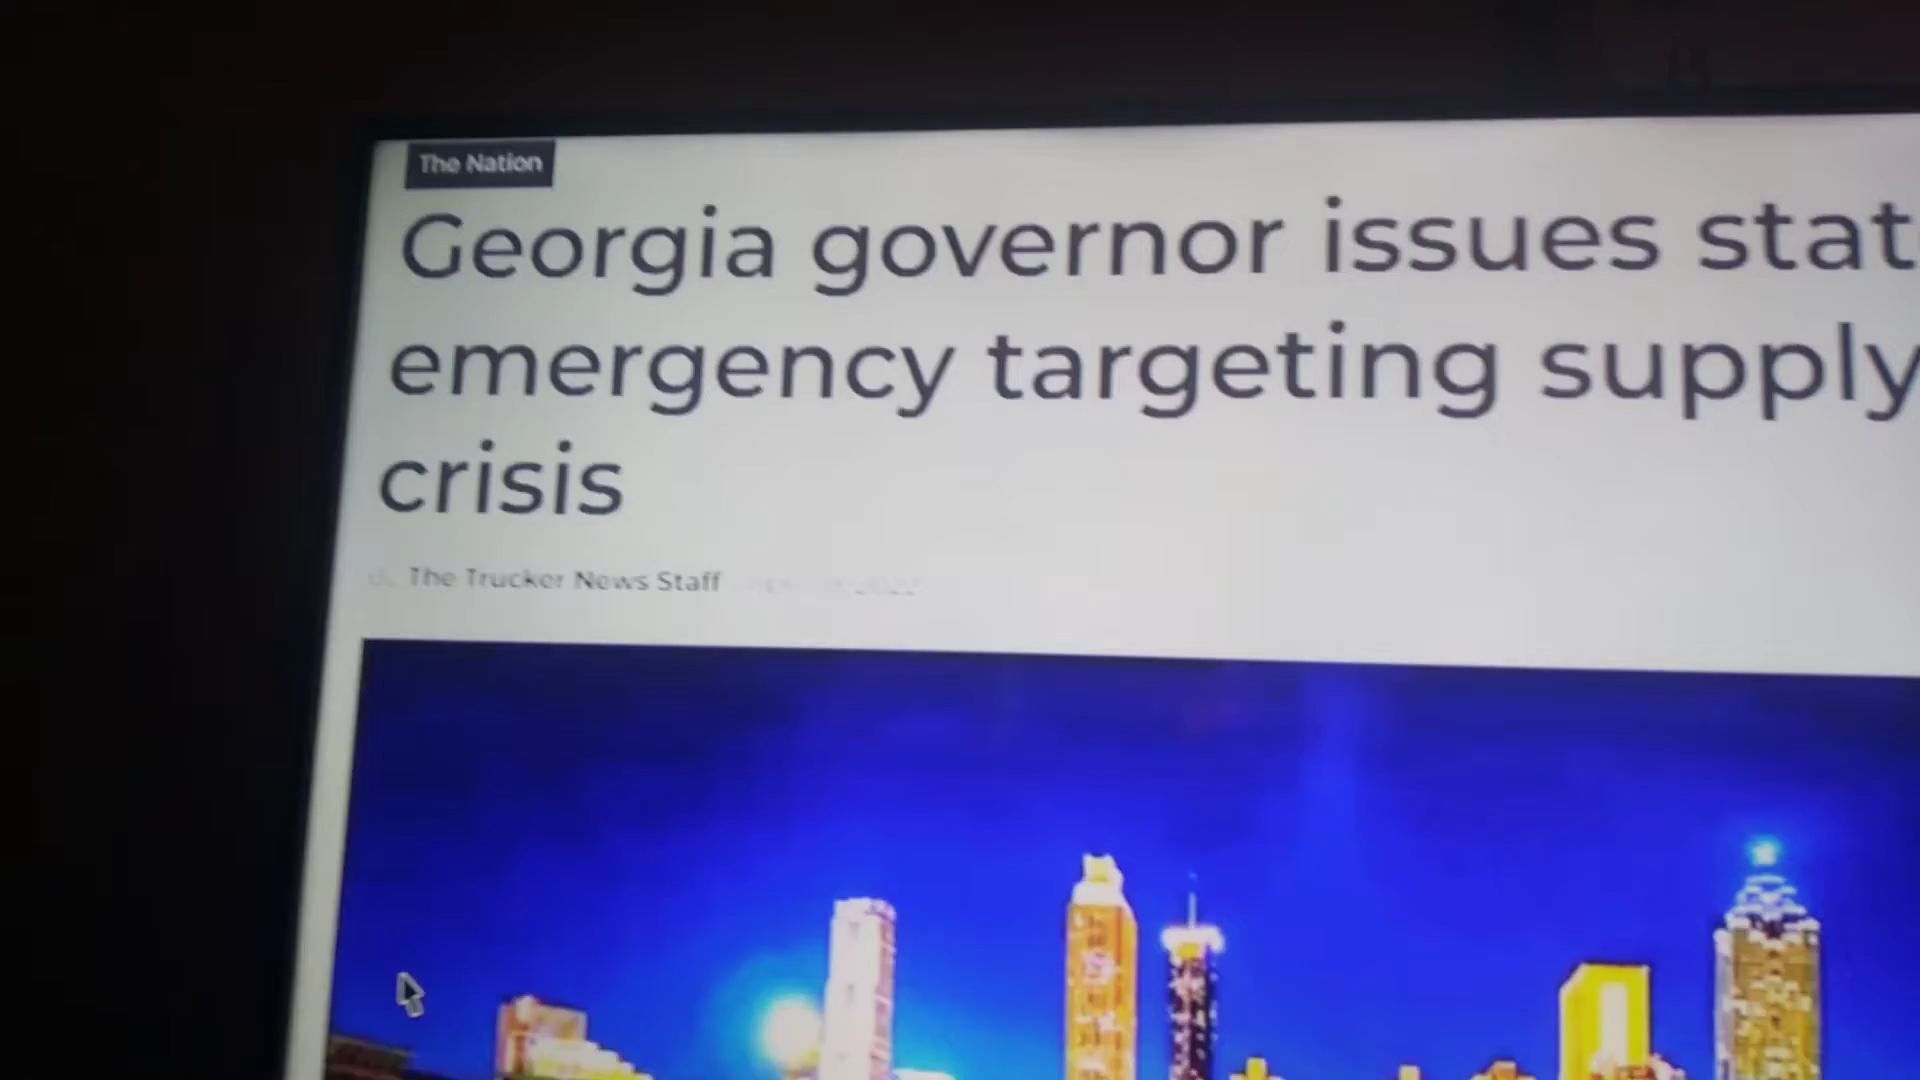 The Nation
Georgia governor issues stat
emergency targeting supply
crisis
The Trucker News Staff